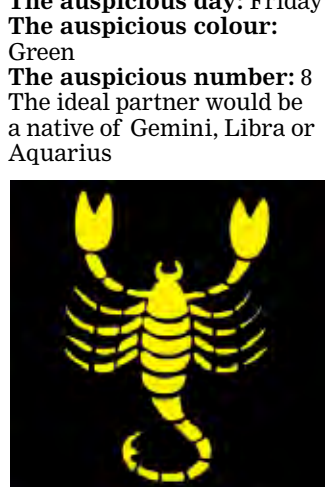 The auspicious day: Friday
The auspicious colour:
Green
The auspicious number: 8
The ideal partner would be
a native of Gemini, Libra or
Aquarius